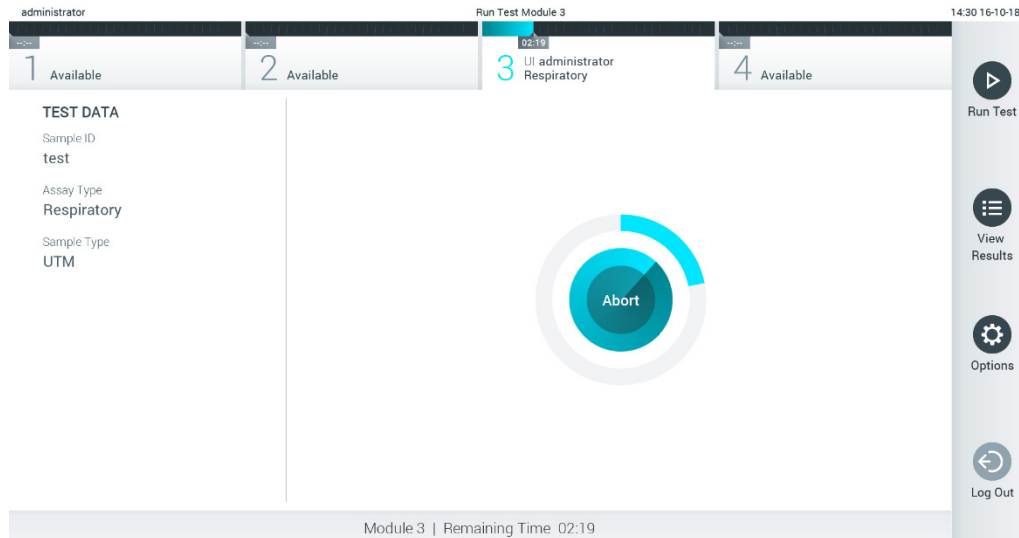 administrator
Run Test Module 3
14:30 16-10-18
--:--
1 Available
--:--
2 Available
02:19
3 UI administrator
Respiratory
--:--
4 Available
TEST DATA
Sample ID
test
Assay Type
Respiratory
Sample Type
UTM
Abort
Run Test
View
Results
Options
Log Out
Module 3 | Remaining Time 02:19